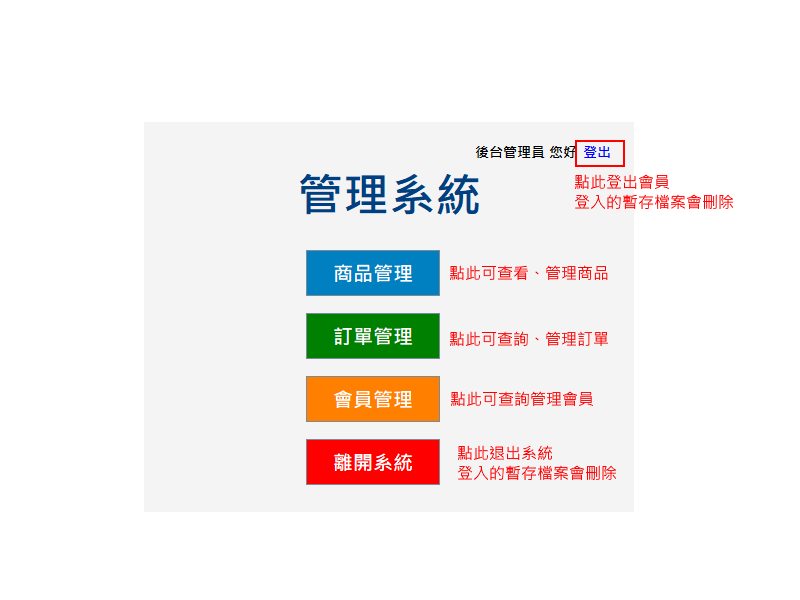 後台管理員 您好 登出
點此登出會員
登入的暫存檔案會刪除
管理系統
商品管理 點此可查看、管理商品
訂單管理 點此可查詢、管理訂單
會員管理 點此可查詢管理會員
離開系統 點此退出系統
登入的暫存檔案會刪除